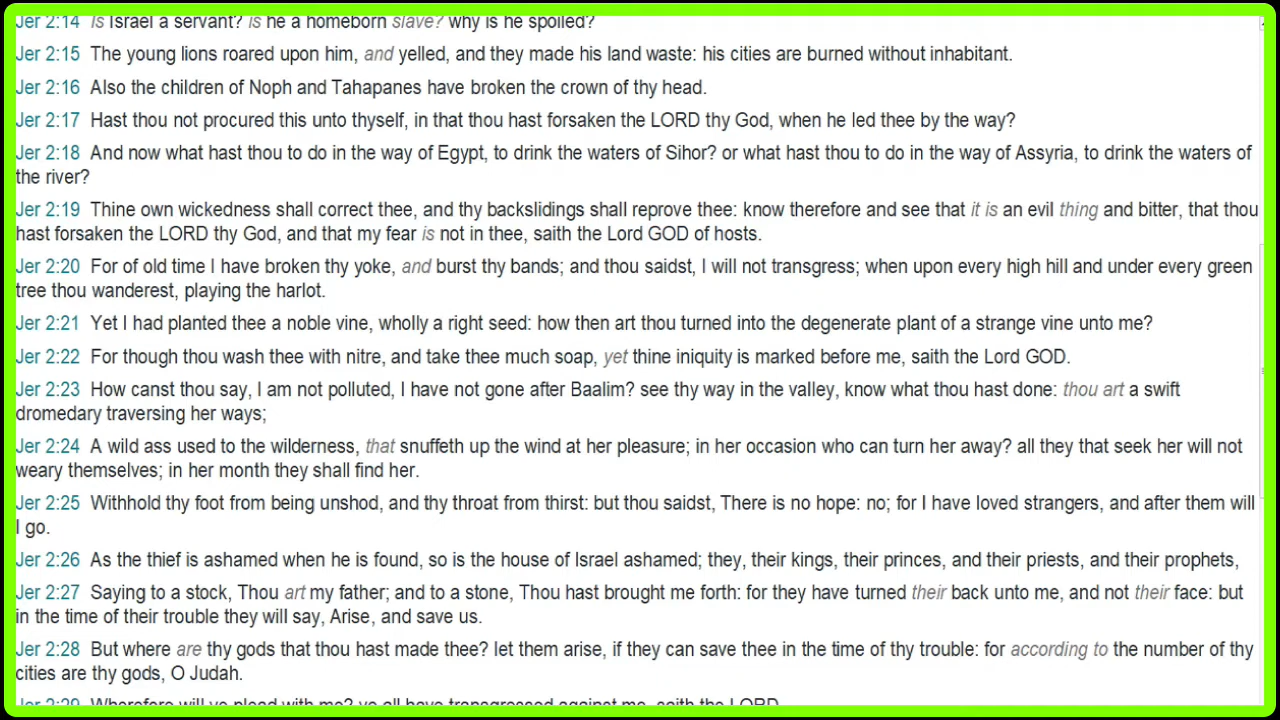 Jer 2:14 Is Israel a servant? is he a homeborn slave? why is he spoiled?
Jer 2:15 The young lions roared upon him, and yelled, and they made his land waste: his cities are burned without inhabitant.
Jer 2:16 Also the children of Noph and Tahapanes have broken the crown of thy head.
Jer 2:17 Hast thou not procured this unto thyself, in that thou hast forsaken the LORD thy God, when he led thee by the way?
Jer 2:18 And now what hast thou to do in the way of Egypt, to drink the waters of Sihor? or what hast thou to do in the way of Assyria, to drink the waters of
the river?
Jer 2:19 Thine own wickedness shall correct thee, and thy backslidings shall reprove thee: know therefore and see that it is an evil thing and bitter, that thou
hast forsaken the LORD thy God, and that my fear is not in thee, saith the Lord GOD of hosts.
Jer 2:20 For of old time I have broken thy yoke, and burst thy bands; and thou saidst, I will not transgress; when upon every high hill and under every green
tree thou wanderest, playing the harlot.
Jer 2:21 Yet I had planted thee a noble vine, wholly a right seed: how then art thou turned into the degenerate plant of a strange vine unto me?
Jer 2:22 For though thou wash thee with nitre, and take thee much soap, yet thine iniquity is marked before me, saith the Lord GOD.
Jer 2:23 How canst thou say, I am not polluted, I have not gone after Baalim? see thy way in the valley, know what thou hast done: thou art a swift
dromedary traversing her ways;
Jer 2:24 A wild ass used to the wilderness, that snuffeth up the wind at her pleasure; in her occasion who can turn her away? all they that seek her will not
weary themselves; in her month they shall find her.
Jer 2:25 Withhold thy foot from being unshod, and thy throat from thirst: but thou saidst, There is no hope: no; for I have loved strangers, and after them will
I go.
Jer 2:26 As the thief is ashamed when he is found, so is the house of Israel ashamed; they, their kings, their princes, and their priests, and their prophets,
Jer 2:27 Saying to a stock, Thou art my father; and to a stone, Thou hast brought me forth: for they have turned their back unto me, and not their face: but
in the time of their trouble they will say, Arise, and save us.
Jer 2:28 But where are thy gods that thou hast made thee? let them arise, if they can save thee in the time of thy trouble: for according to the number of thy
cities are thy gods, O Judah.
Jer 2:29 Wherefore will ye plead with me? ye all have transgressed against me, saith the LORD